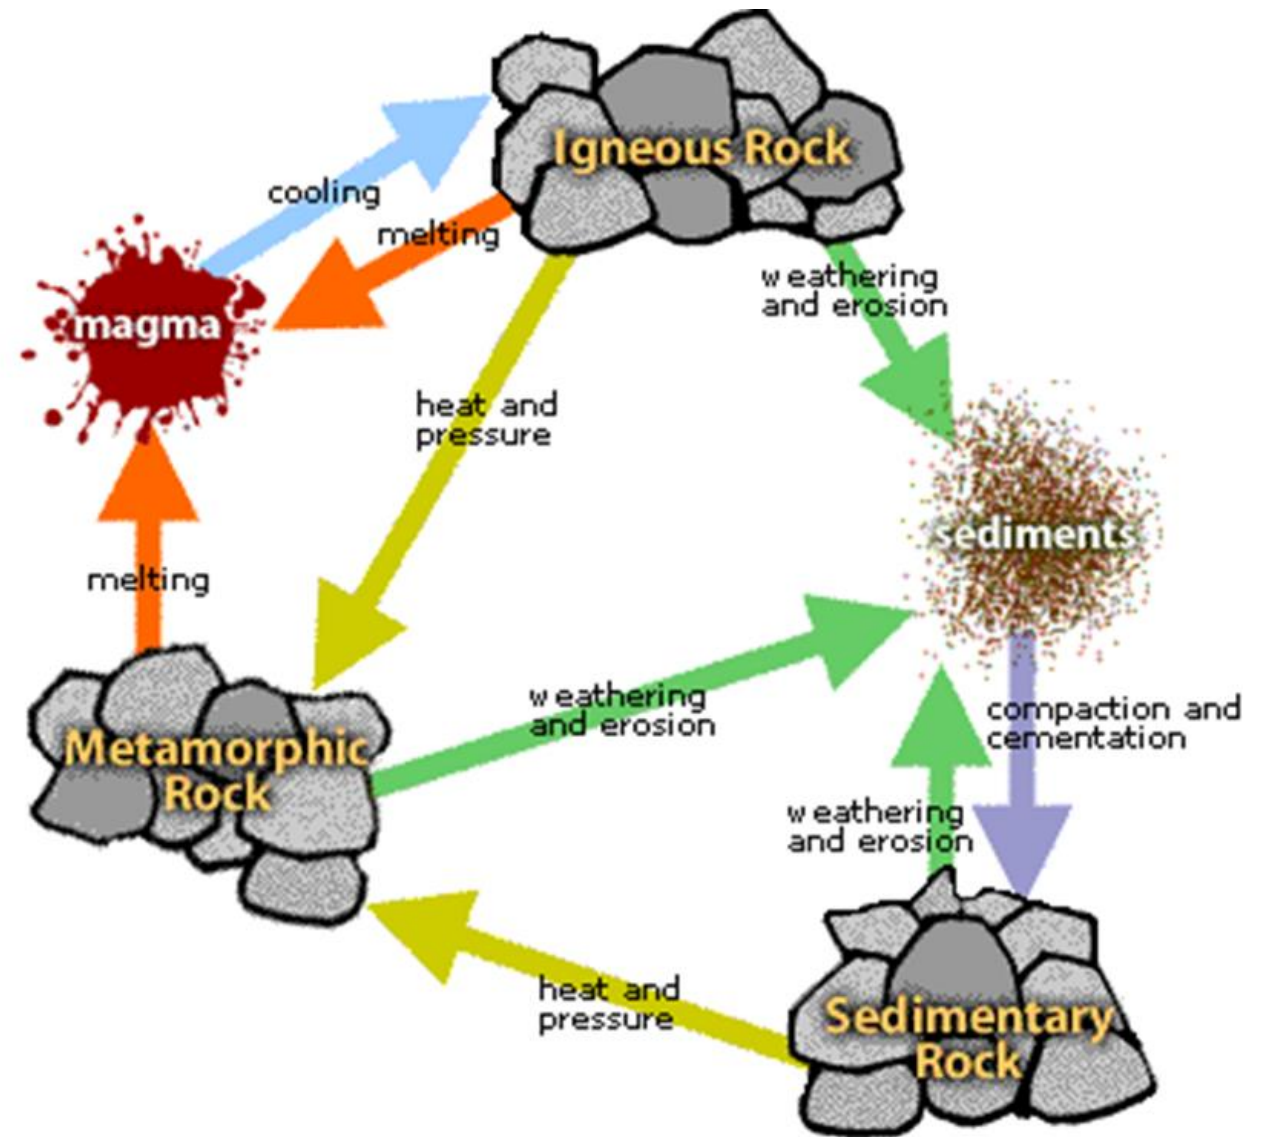 Igneous Rock
cooling
melting
weathering
and erosion
magma
heat and
pressure
sediments
melting
weathering
and erosion
compaction and
cementation
Metamorphic
Rock
weathering
and erosion
heat and
pressure
Sedimentary
Rock